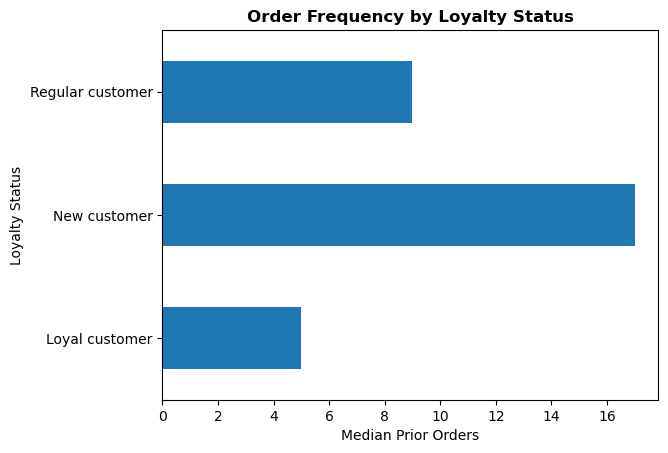 Order Frequency by Loyalty Status
Loyalty Status
Regular customer
New customer
Loyal customer
0 2 4 6 8 10 12 14 16
Median Prior Orders